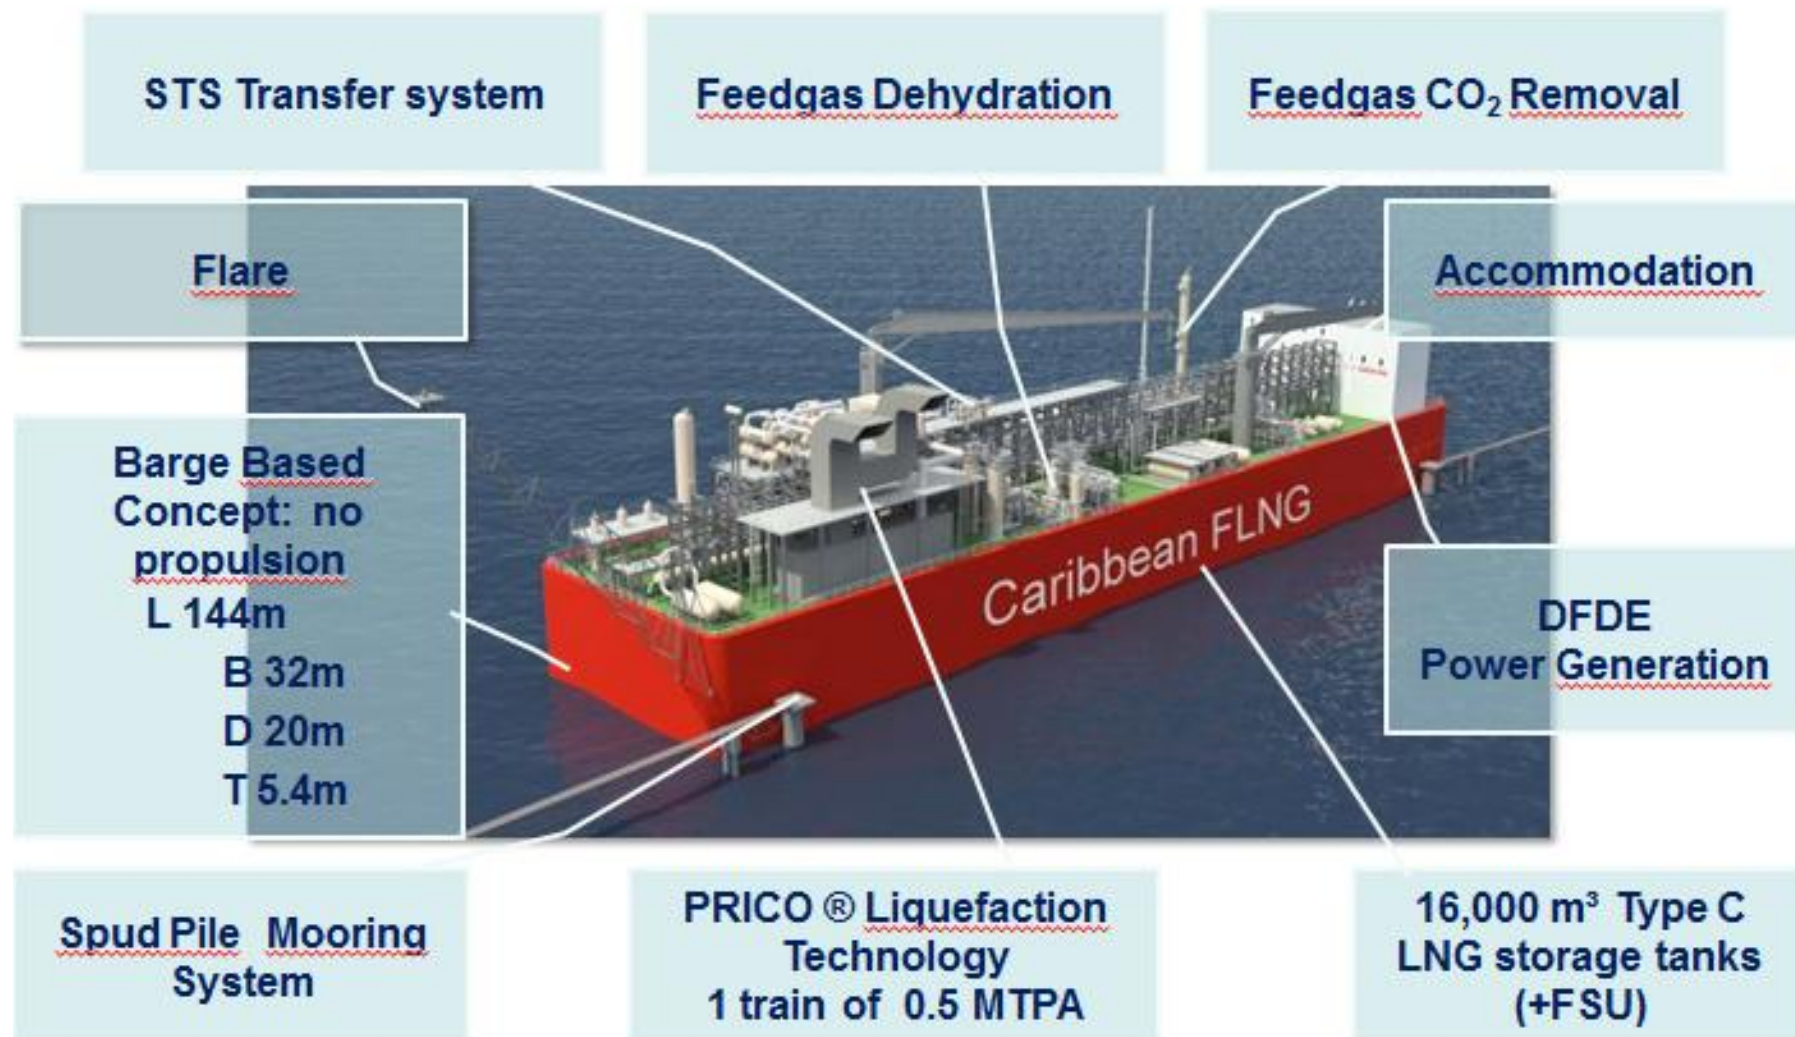 STS Transfer system
Feedgas Dehydration
Feedgas CO₂ Removal
Flare
Accommodation
Barge Based
Concept: no
propulsion
L 144m
B 32m
D 20m
T 5.4m
Caribbean FLNG
DFDE
Power Generation
Spud Pile Mooring
System
PRICO ® Liquefaction
Technology
1 train of 0.5 MTPA
16,000 m³ Type C
LNG storage tanks
(+FSU)